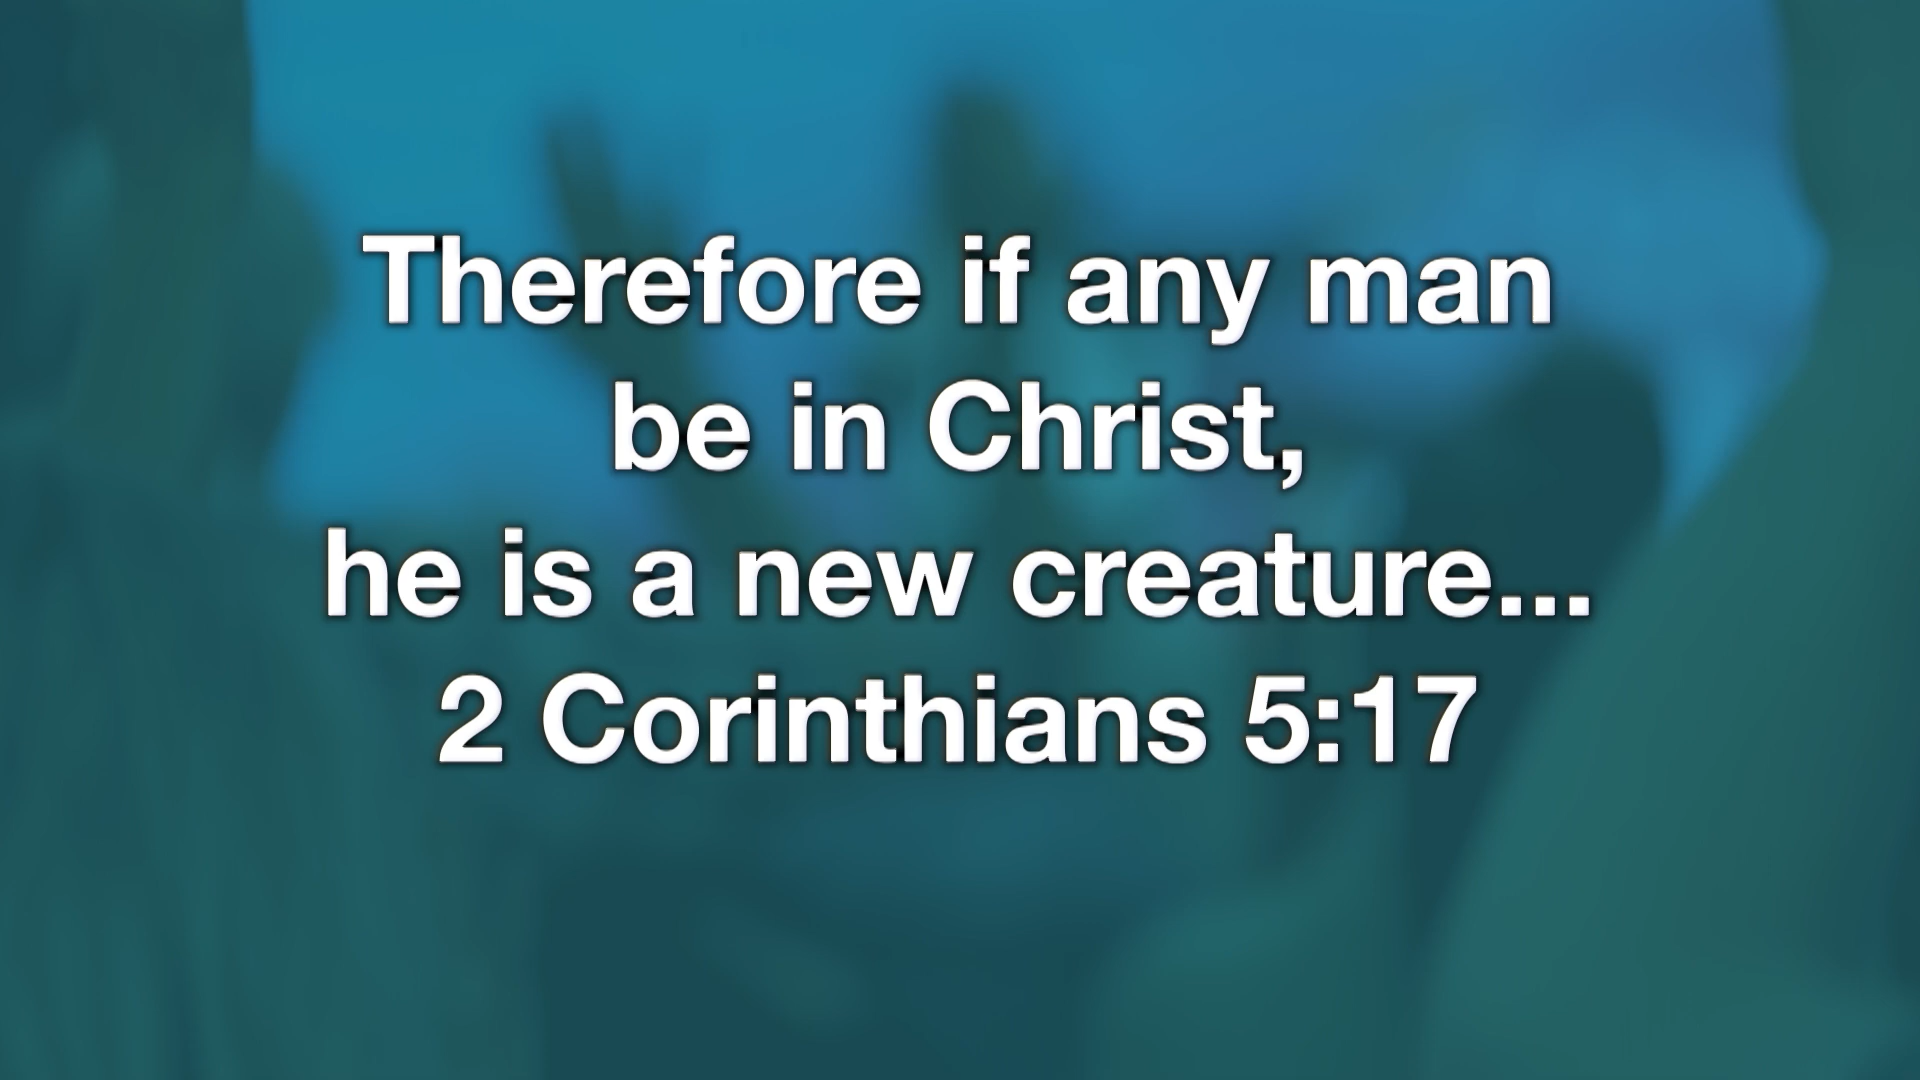 Therefore if any man
be in Christ,
he is a new creature...
2 Corinthians 5:17